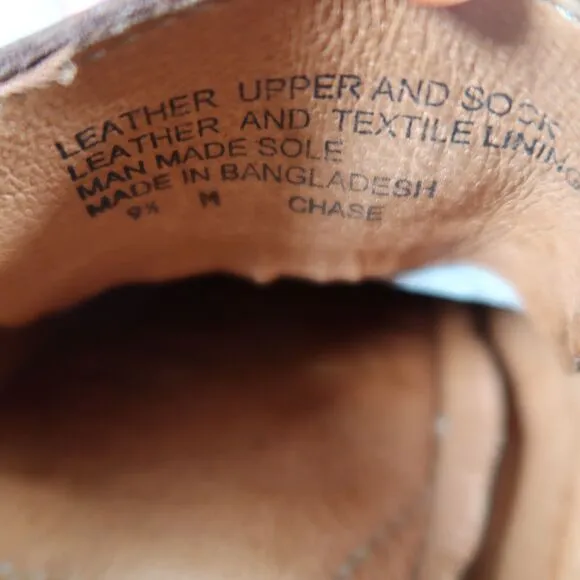 LEATHER UPPER AND SOCK
LEATHER AND TEXTILE LINING
MAN MADE SOLE
MADE IN BANGLADESH
9½ M CHASE